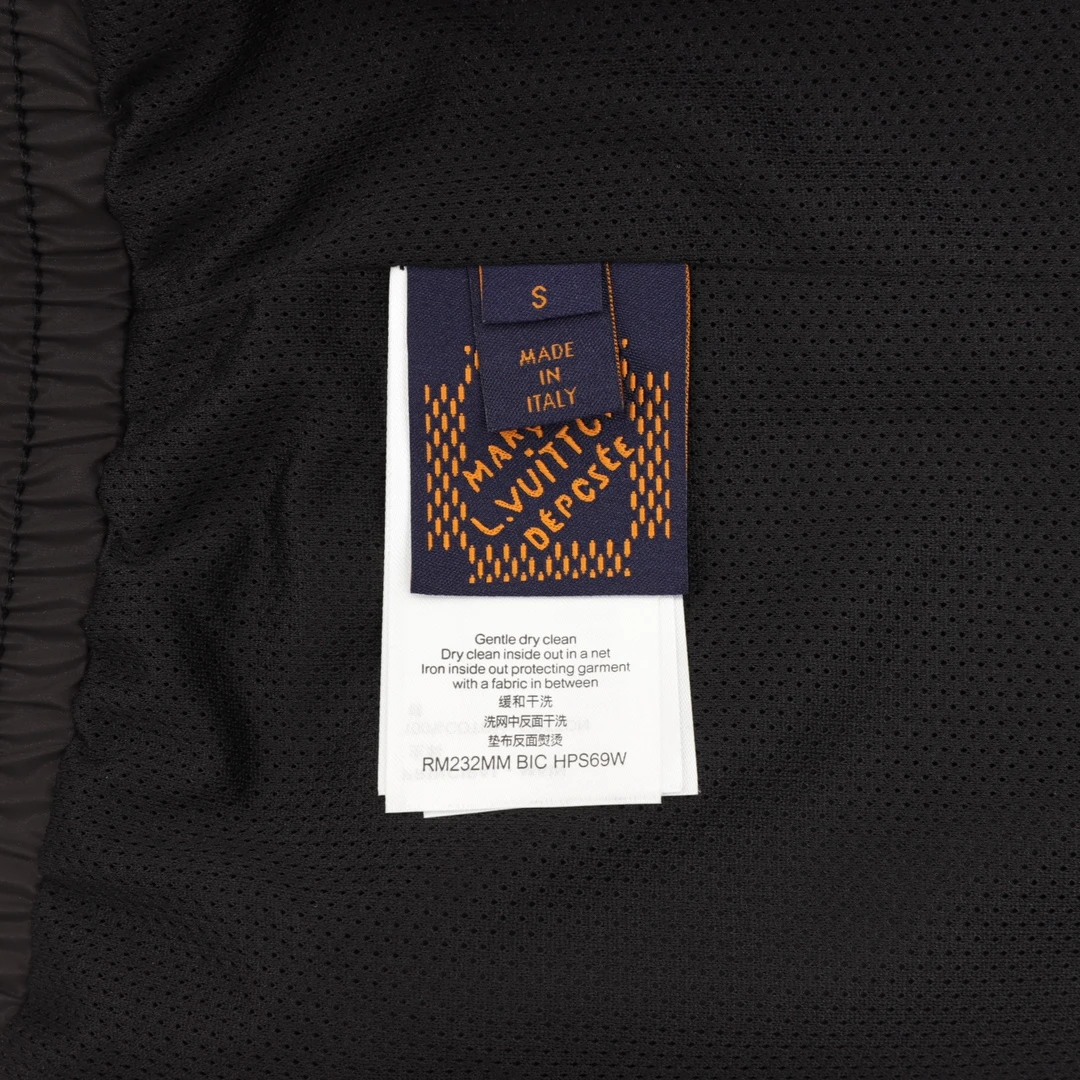 S
MADE
IN
ITALY
L.VUITTO
DÉPOSÉE
Gentle dry clean
Dry clean inside out in a net
Iron inside out protecting garment
with a fabric in between
缓和干洗
洗网中反面干洗
垫布反面熨烫
RM232MM BIC HPS69W